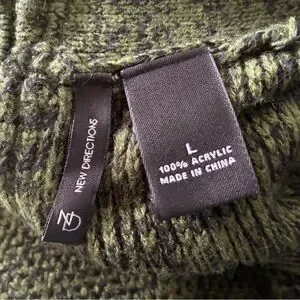 ND
NEW DIRECTIONS
L
100% ACRYLIC
MADE IN CHINA